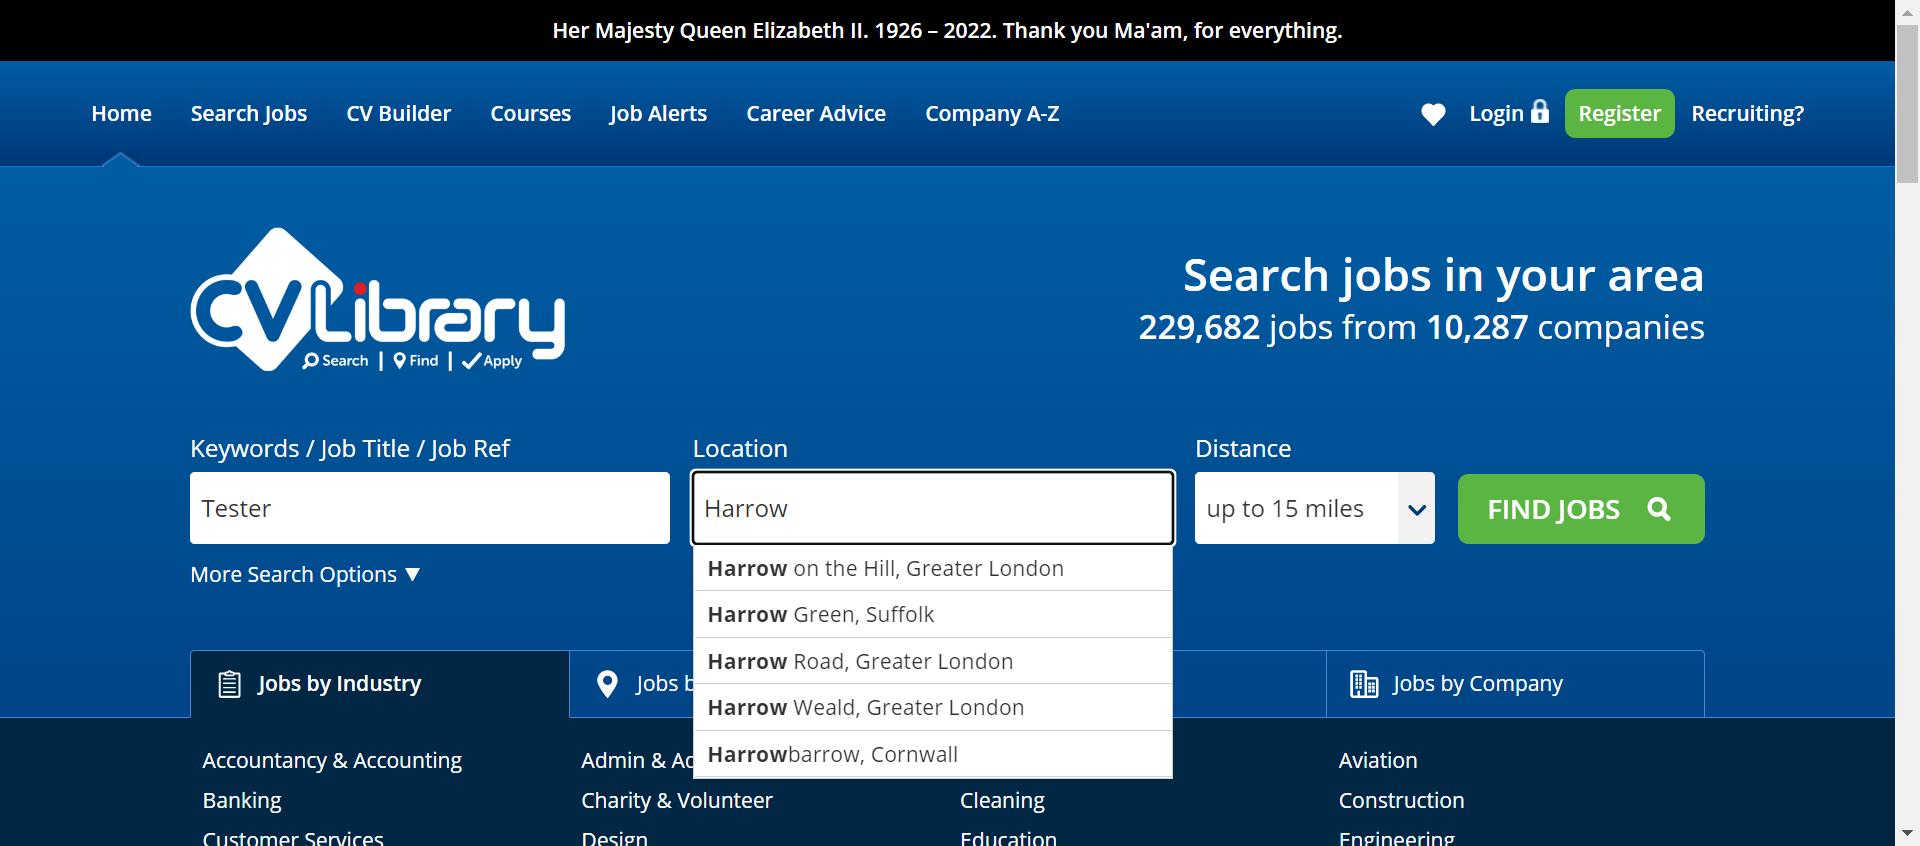 Her Majesty Queen Elizabeth II. 1926 – 2022. Thank you Ma'am, for everything.
Home Search Jobs CV Builder Courses Job Alerts Career Advice Company A-Z Login Register Recruiting?
CVLibrary
Search | Find | Apply
Search jobs in your area
229,682 jobs from 10,287 companies
Keywords / Job Title / Job Ref Location Distance
Tester Harrow up to 15 miles FIND JOBS
More Search Options ▼
Harrow on the Hill, Greater London
Harrow Green, Suffolk
Harrow Road, Greater London
Harrow Weald, Greater London
Harrowbarrow, Cornwall
Jobs by Industry Jobs Jobs by Company
Accountancy & Accounting Admin & Aviation
Banking Charity & Volunteer Cleaning Construction
Customer Services Design Education Engineering